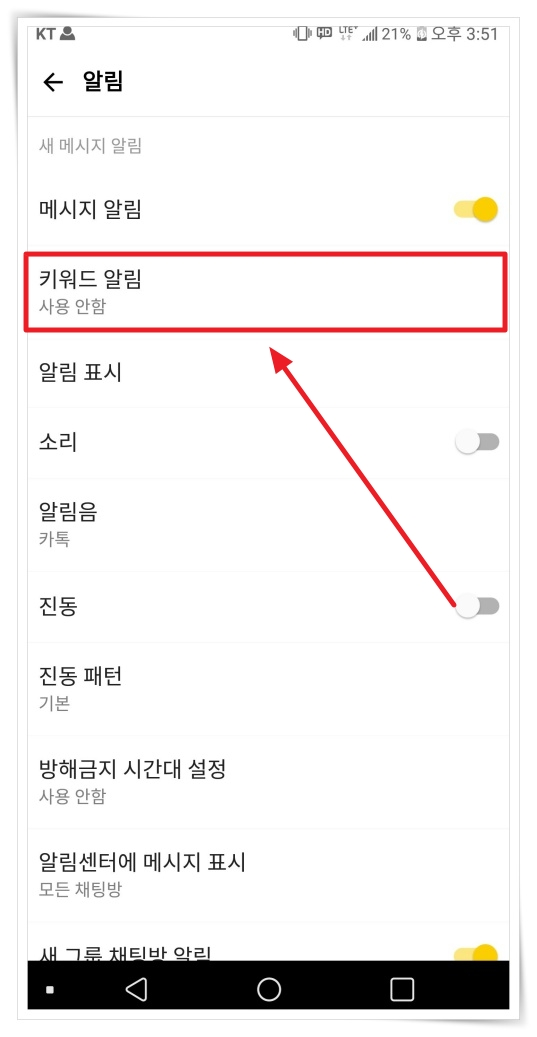 KT LTE+ 21% 오후 3:51
알림
새 메시지 알림
메시지 알림
키워드 알림
사용 안함
알림 표시
소리
알림음
카톡
진동
진동 패턴
기본
방해금지 시간대 설정
사용 안함
알림센터에 메시지 표시
모든 채팅방
새 그룹 채팅방 알림